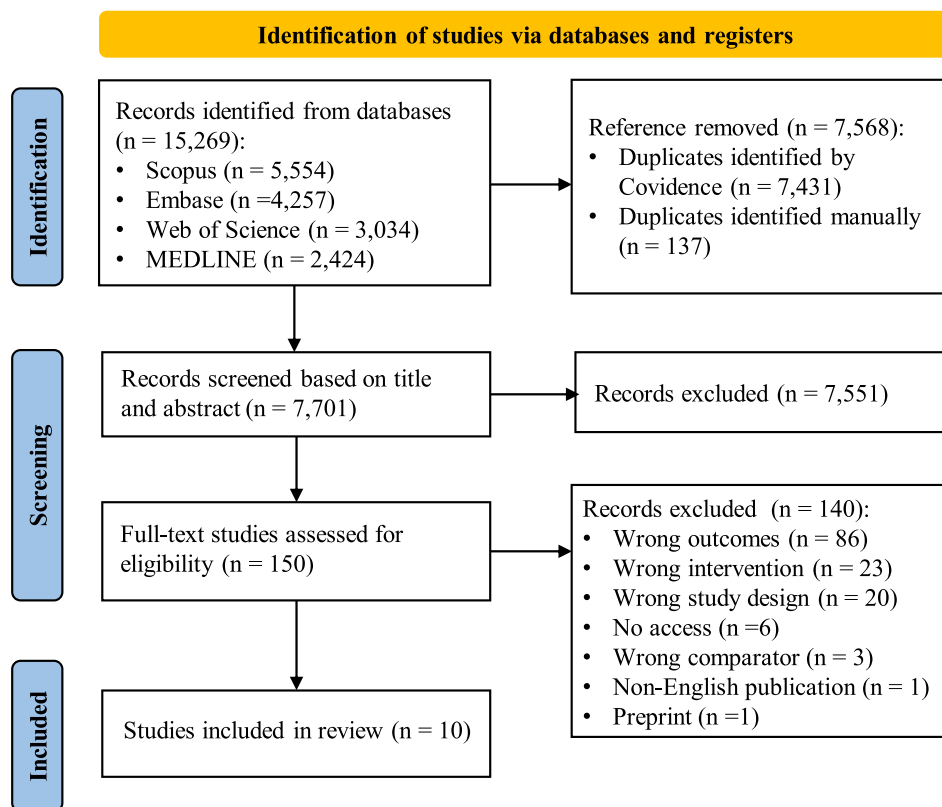 Identification of studies via databases and registers
Identification
Records identified from databases
(n = 15,269):
• Scopus (n = 5,554)
• Embase (n =4,257)
• Web of Science (n = 3,034)
• MEDLINE (n = 2,424)
Reference removed (n = 7,568):
• Duplicates identified by
Covidence (n = 7,431)
• Duplicates identified manually
(n = 137)
Screening
Records screened based on title
and abstract (n = 7,701)
Records excluded (n = 7,551)
Full-text studies assessed for
eligibility (n = 150)
Records excluded  (n = 140):
• Wrong outcomes (n = 86)
• Wrong intervention (n = 23)
• Wrong study design (n = 20)
• No access (n =6)
• Wrong comparator (n = 3)
• Non-English publication (n = 1)
• Preprint (n =1)
Included
Studies included in review (n = 10)